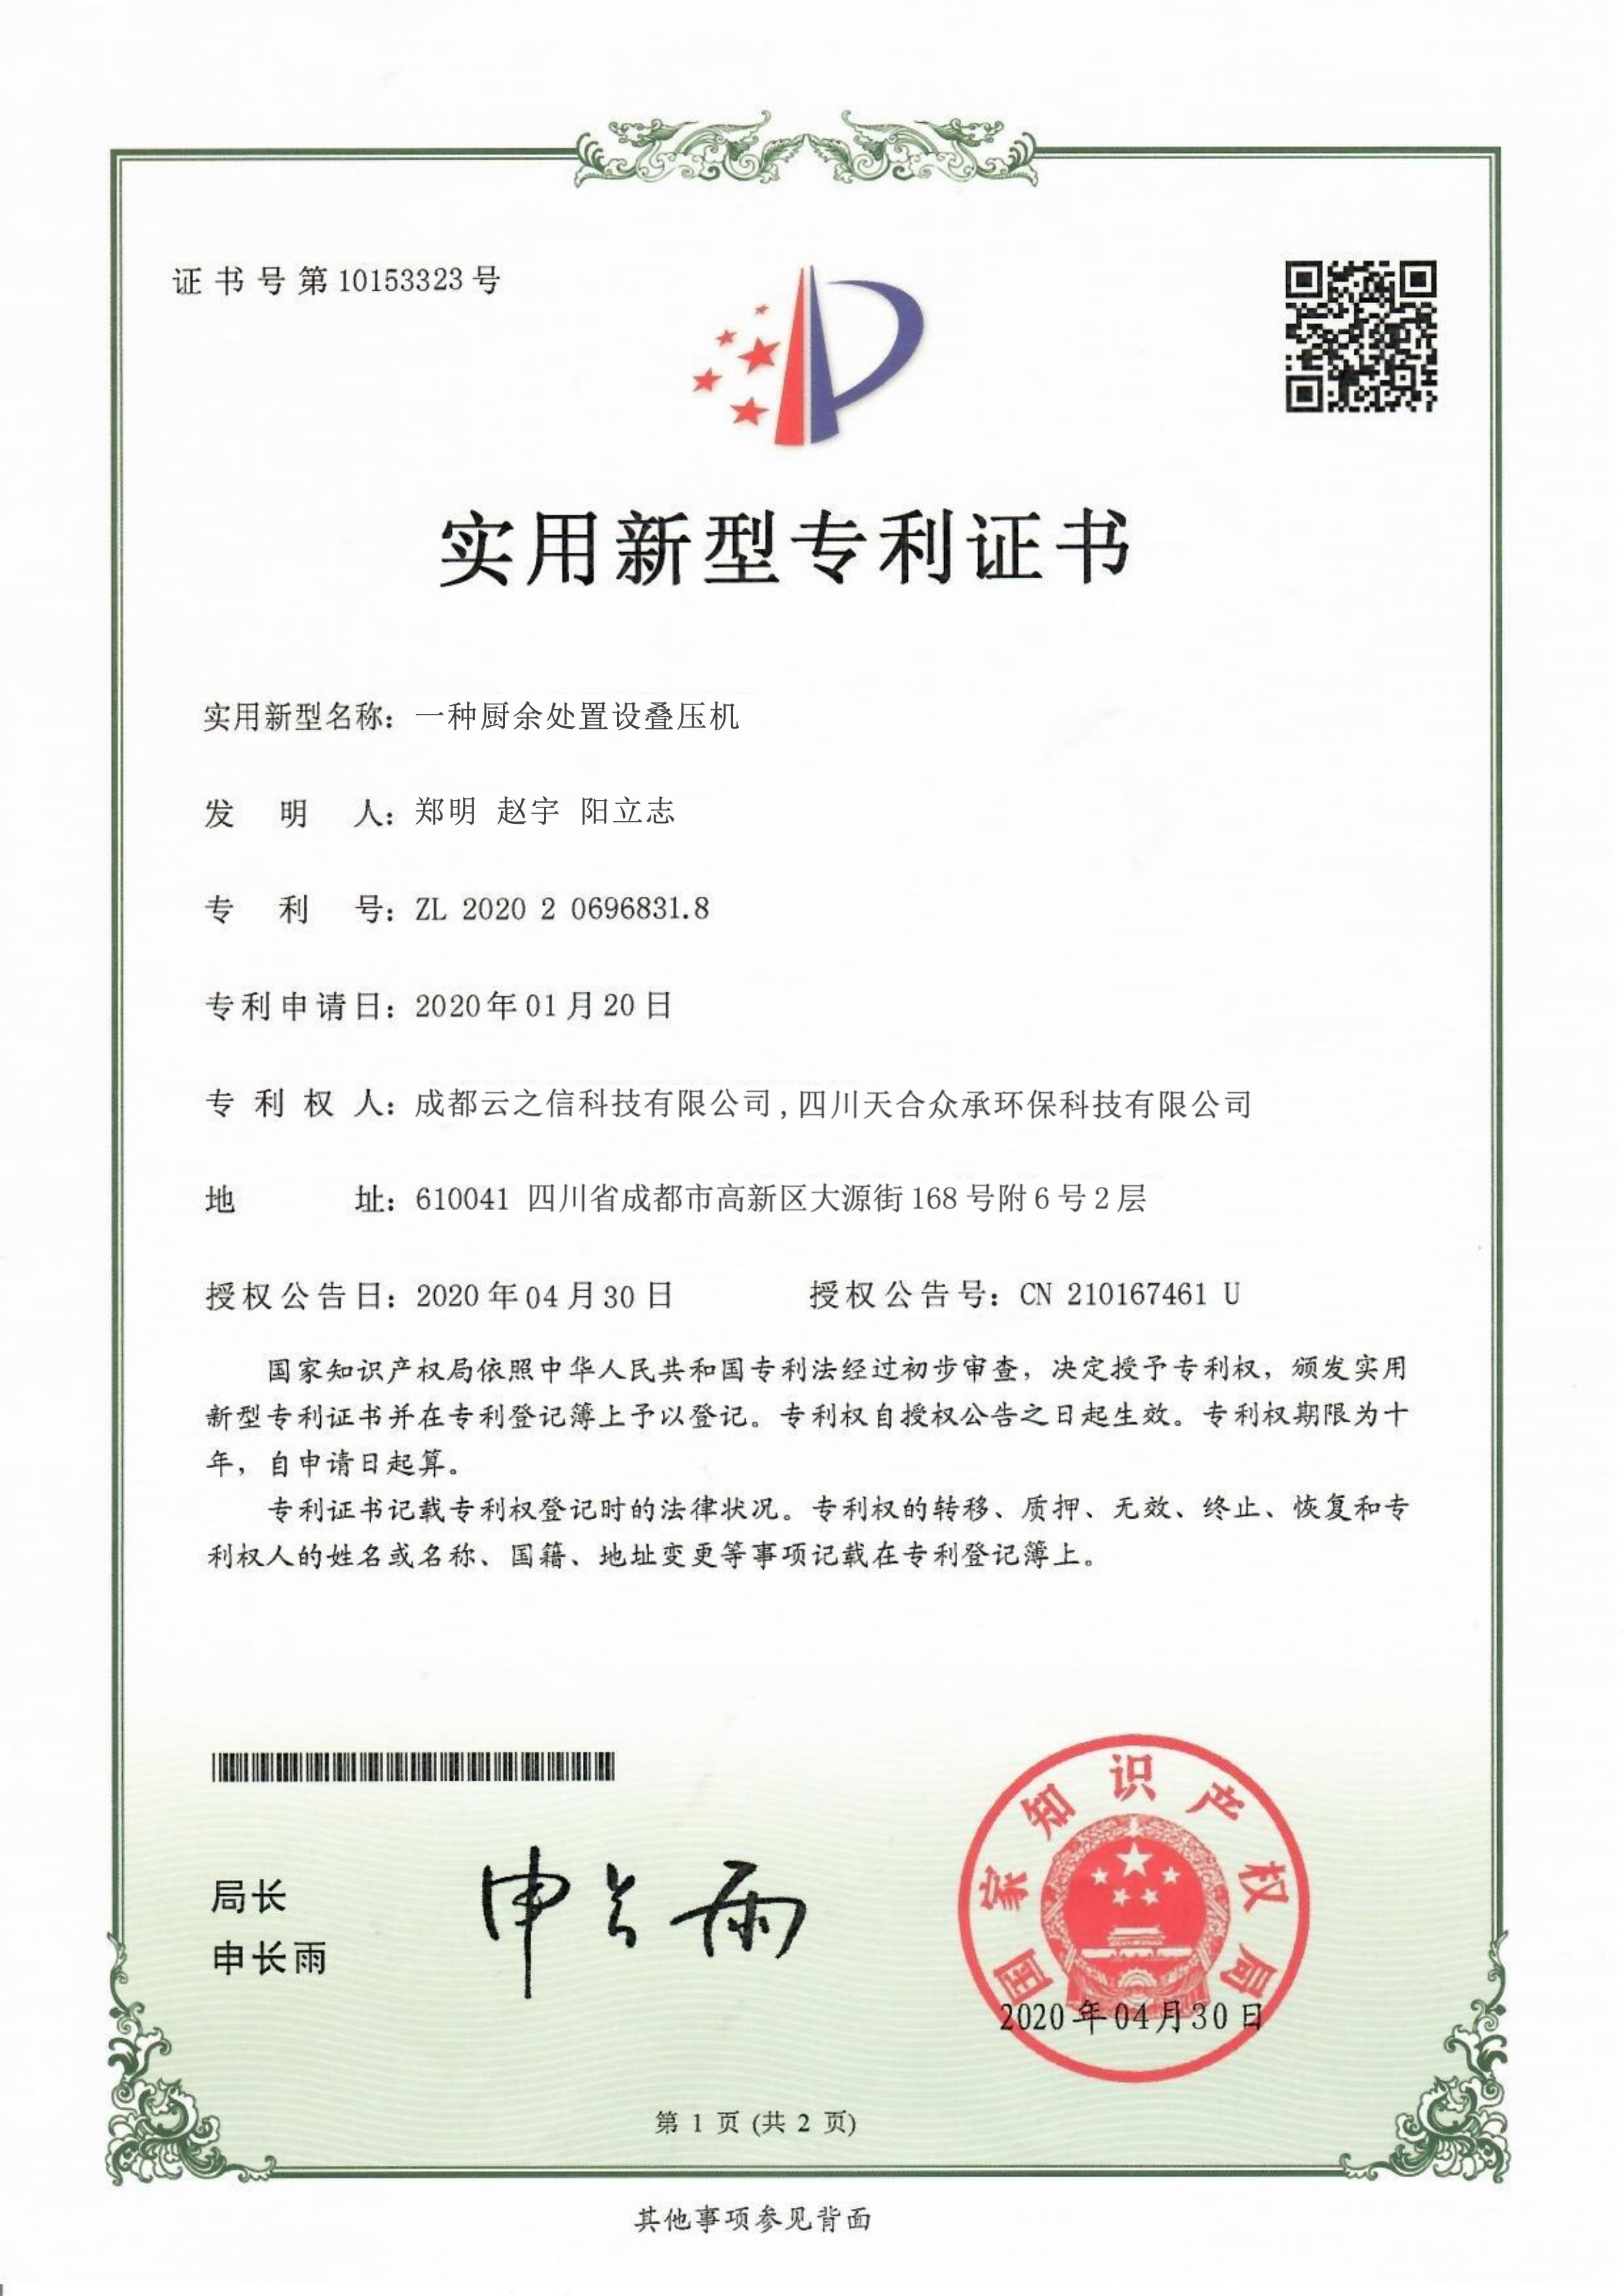 证书号第10153323号
实用新型专利证书
实用新型名称：一种厨余处置设叠压机
发明人：郑明 赵宇 阳立志
专利号：ZL 2020 2 0696831.8
专利申请日：2020年01月20日
专利权人：成都云之信科技有限公司,四川天合众承环保科技有限公司
地址：610041 四川省成都市高新区大源街168号附6号2层
授权公告日：2020年04月30日 授权公告号：CN 210167461 U
国家知识产权局依照中华人民共和国专利法经过初步审查，决定授予专利权，颁发实用
新型专利证书并在专利登记簿上予以登记。专利权自授权公告之日起生效。专利权期限为十
年，自申请日起算。
专利证书记载专利权登记时的法律状况。专利权的转移、质押、无效、终止、恢复和专
利权人的姓名或名称、国籍、地址变更等事项记载在专利登记簿上。
局长
申长雨
申长雨
国家知识产权局
2020年04月30日
第 1 页 (共 2 页)
其他事项参见背面